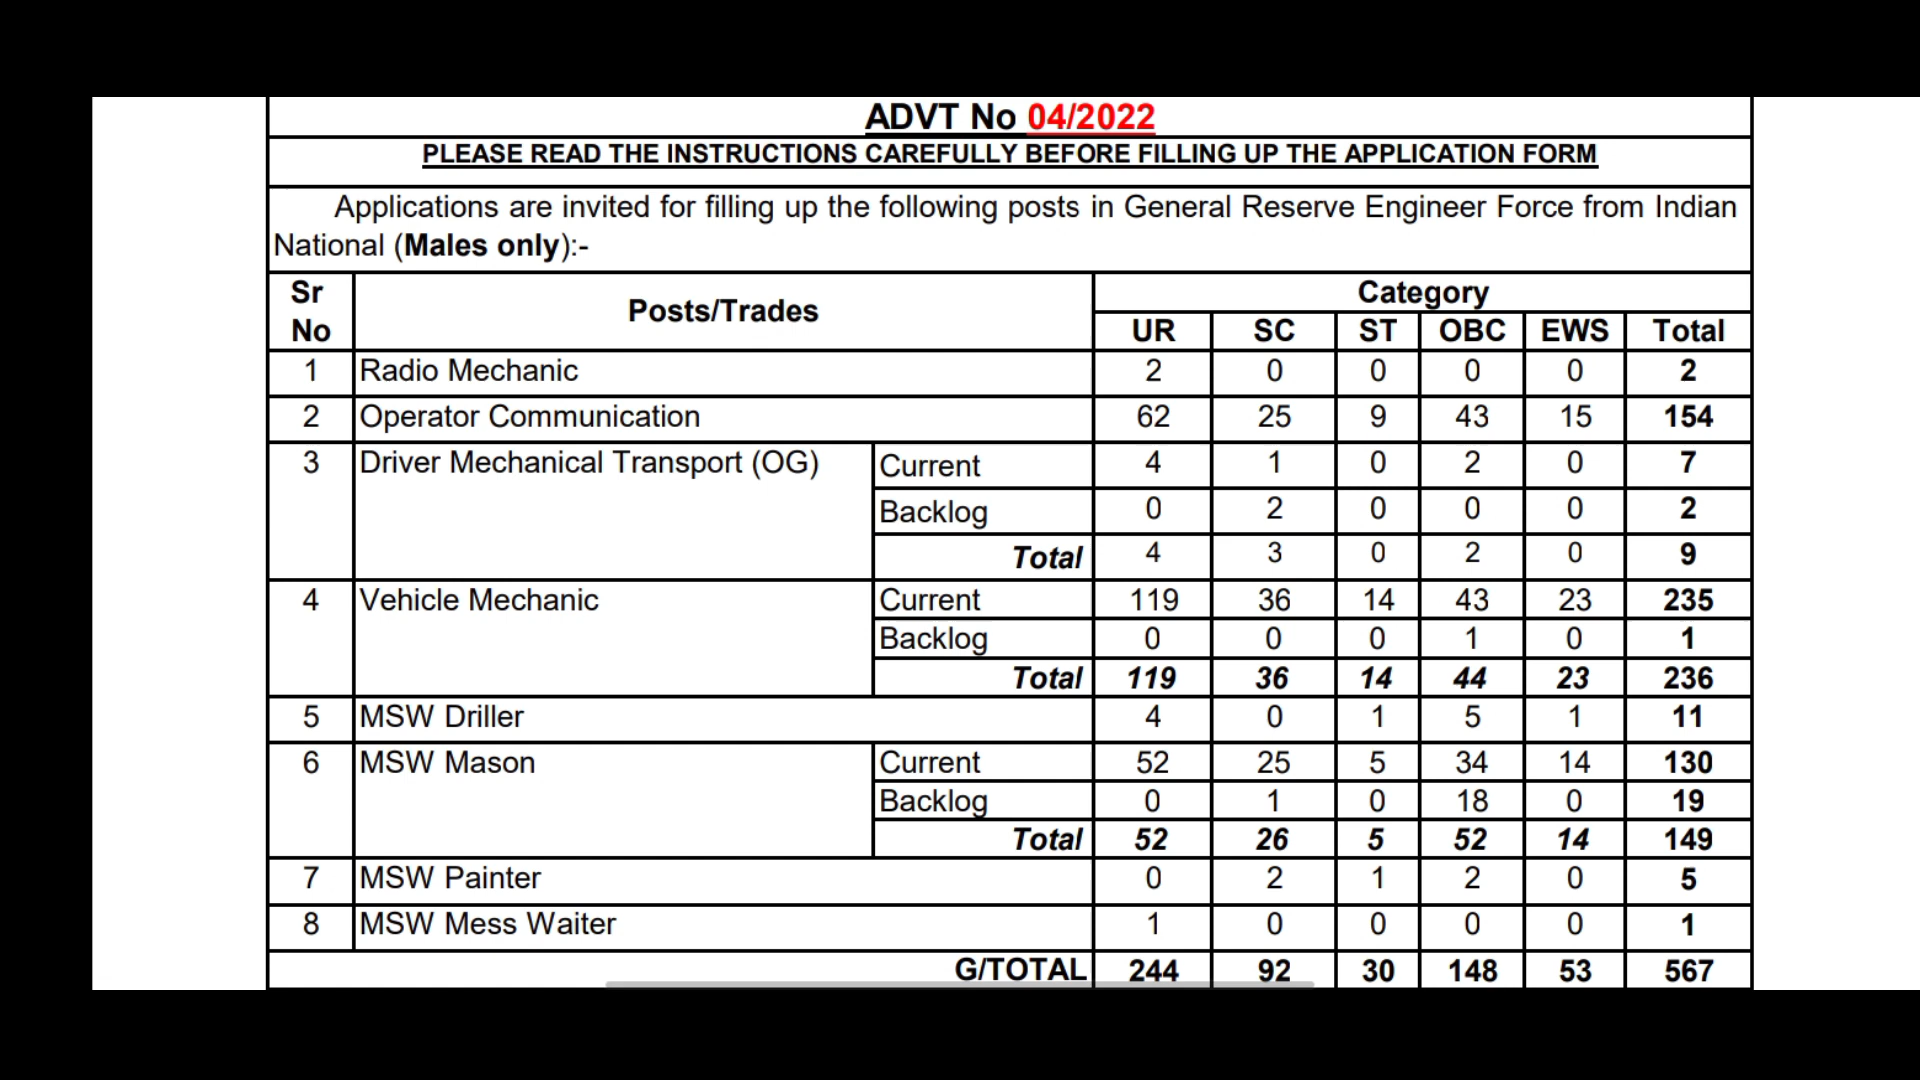 ADVT No 04/2022
PLEASE READ THE INSTRUCTIONS CAREFULLY BEFORE FILLING UP THE APPLICATION FORM
Applications are invited for filling up the following posts in General Reserve Engineer Force from Indian
National (Males only):-
Sr No Posts/Trades Category
UR SC ST OBC EWS Total
1 Radio Mechanic 2 0 0 0 0 2
2 Operator Communication 62 25 9 43 15 154
3 Driver Mechanical Transport (OG) Current 4 1 0 2 0 7
Backlog 0 2 0 0 0 2
Total 4 3 0 2 0 9
4 Vehicle Mechanic Current 119 36 14 43 23 235
Backlog 0 0 0 1 0 1
Total 119 36 14 44 23 236
5 MSW Driller 4 0 1 5 1 11
6 MSW Mason Current 52 25 5 34 14 130
Backlog 0 1 0 18 0 19
Total 52 26 5 52 14 149
7 MSW Painter 0 2 1 2 0 5
8 MSW Mess Waiter 1 0 0 0 0 1
G/TOTAL 244 92 30 148 53 567